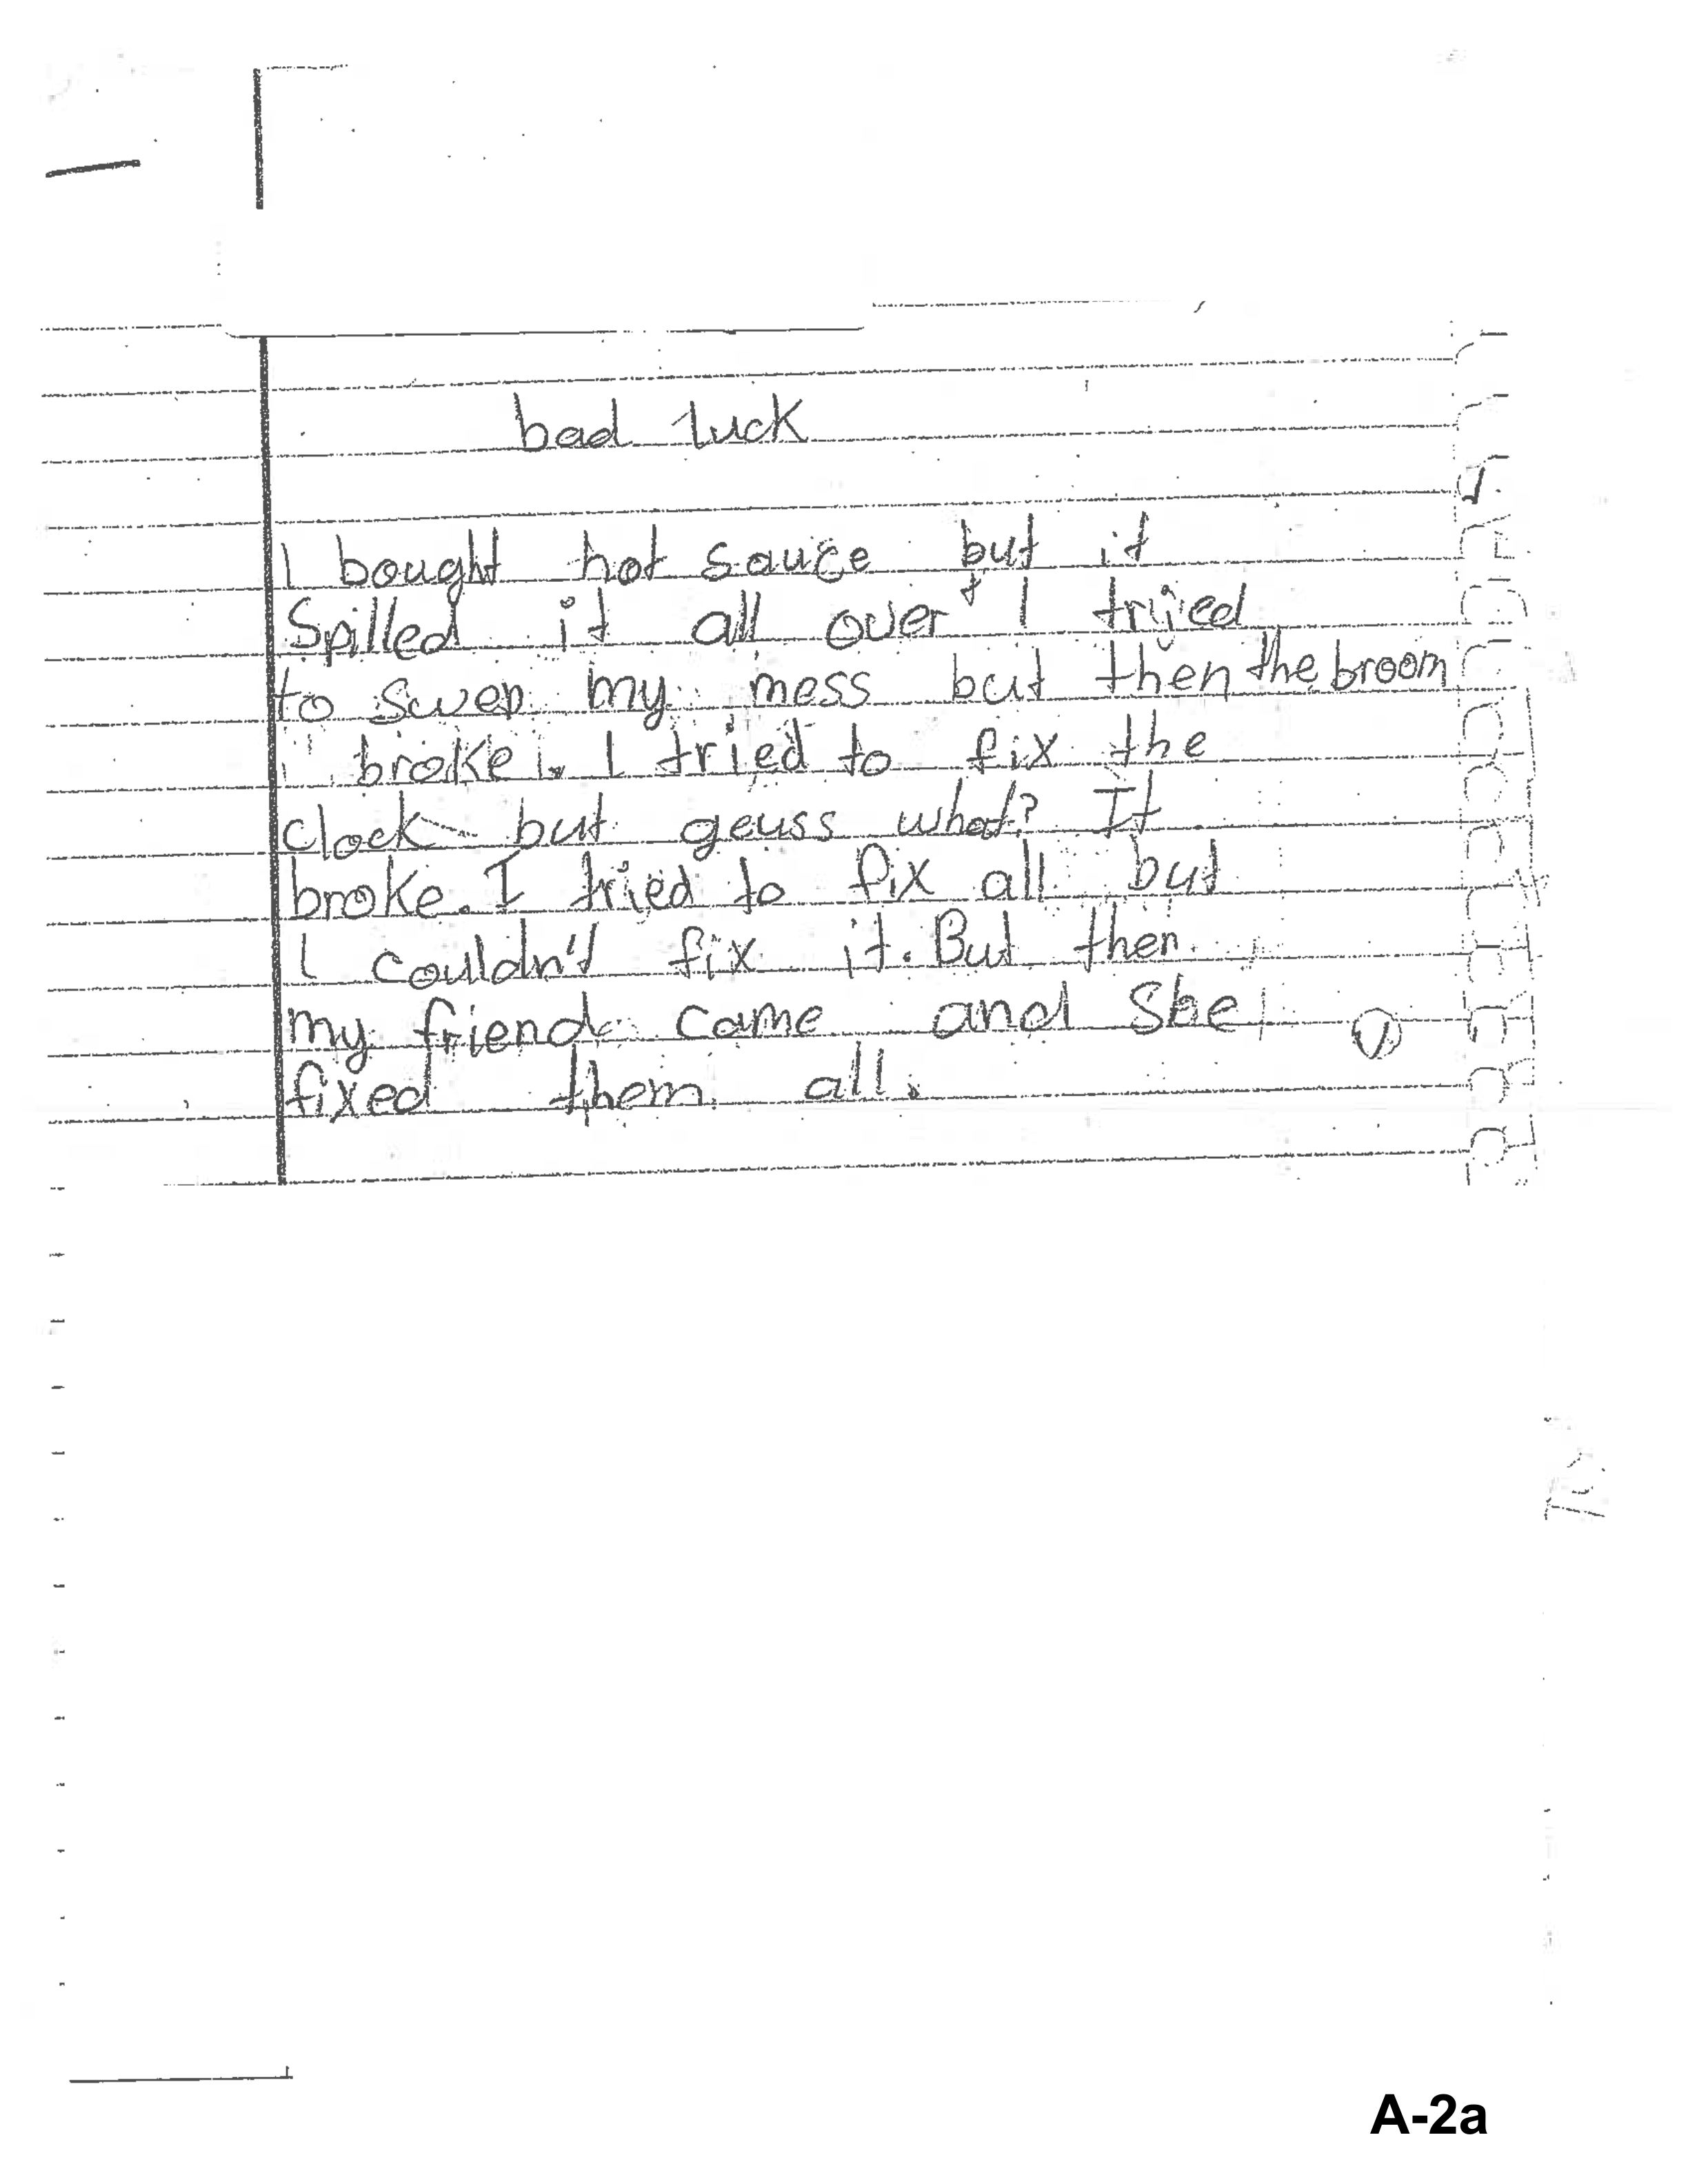 bad luck
I bought hot sauce but it
Spilled it all over I tryied
to swep my mess but then the broom
broke. I tried to fix the
clock but geuss what? It
broke. I tried to fix all but
I couldn't fix it. But then
my friend came and She
fixed them all.
A-2a